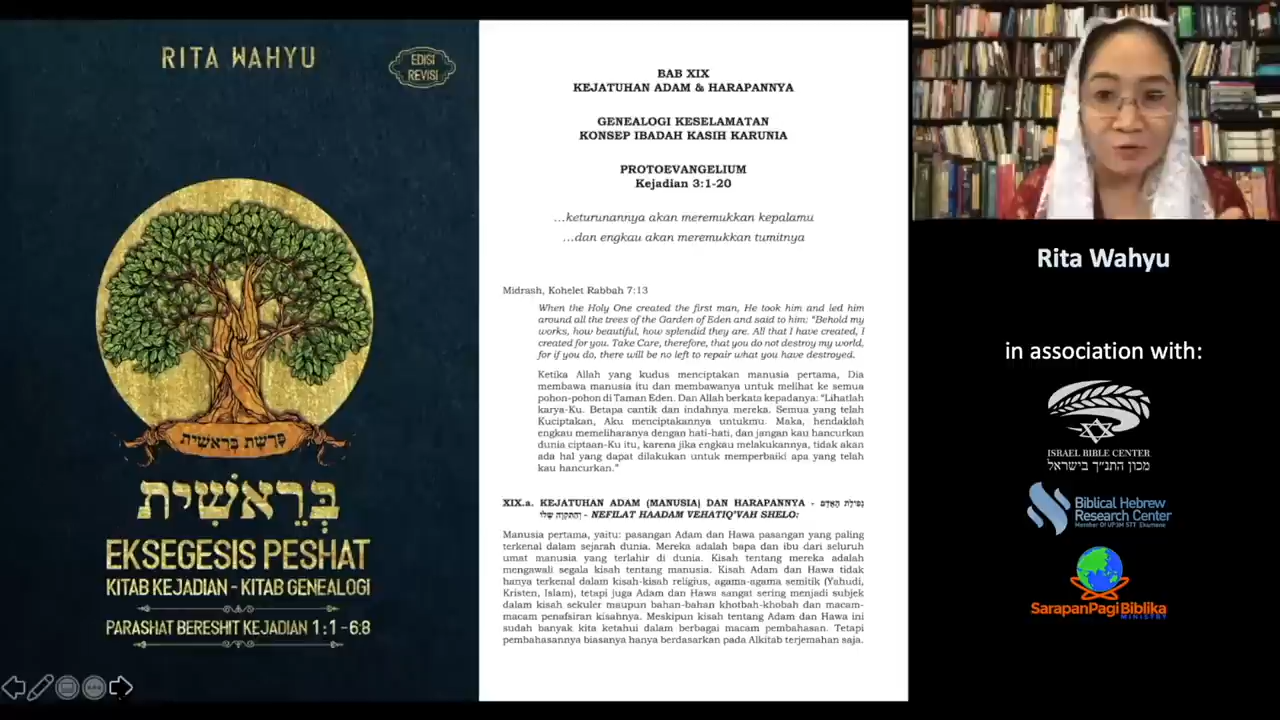 RITA WAHYU
EDISI
REVISI
פרשת בראשית
בְּרֵאשִׁית
EKSEGESIS PESHAT
KITAB KEJADIAN - KITAB GENEALOGI
PARASHAT BERESHIT KEJADIAN 1:1 - 6:8
BAB XIX
KEJATUHAN ADAM & HARAPANNYA
GENEALOGI KESELAMATAN
KONSEP IBADAH KASIH KARUNIA
PROTOEVANGELIUM
Kejadian 3:1-20
…keturunannya akan meremukkan kepalamu
…dan engkau akan meremukkan tumitnya
Midrash, Kohelet Rabbah 7:13
When the Holy One created the first man, He took him and led him
around all the trees of the Garden of Eden and said to him: "Behold my
works, how beautiful, how splendid they are. All that I have created, I
created for you. Take Care, therefore, that you do not destroy my world,
for if you do, there will be no left to repair what you have destroyed.
Ketika Allah yang kudus menciptakan manusia pertama, Dia
membawa manusia itu dan membawanya untuk melihat ke semua
pohon-pohon di Taman Eden. Dan Allah berkata kepadanya: "Lihatlah
karya-Ku. Betapa cantik dan indahnya mereka. Semua yang telah
Kuciptakan, Aku menciptakannya untukmu. Maka, hendaklah
engkau memeliharanya dengan hati-hati, dan jangan kau hancurkan
dunia ciptaan-Ku itu, karena jika engkau melakukannya, tidak akan
ada hal yang dapat dilakukan untuk memperbaiki apa yang telah
kau hancurkan."
XIX.a. KEJATUHAN ADAM (MANUSIA) DAN HARAPANNYA - נפילת האדם
והתקוה שלו - NEFILAT HAADAM VEHATIQ'VAH SHELO:
Manusia pertama, yaitu: pasangan Adam dan Hawa pasangan yang paling
terkenal dalam sejarah dunia. Mereka adalah bapa dan ibu dari seluruh
umat manusia yang terlahir di dunia. Kisah tentang mereka adalah
mengawali segala kisah tentang manusia. Kisah Adam dan Hawa tidak
hanya terkenal dalam kisah-kisah religius, agama-agama semitik (Yahudi,
Kristen, Islam), tetapi juga Adam dan Hawa sangat sering menjadi subjek
dalam kisah sekuler maupun bahan-bahan khotbah-khobah dan macam-
macam penafsiran kisahnya. Meskipun kisah tentang Adam dan Hawa ini
sudah banyak kita ketahui dalam berbagai macam pembahasan. Tetapi
pembahasannya biasanya hanya berdasarkan pada Alkitab terjemahan saja.
Rita Wahyu
in association with:
ISRAEL BIBLE CENTER
מכון התנ״ך בישראל
Biblical Hebrew
Research Center
Member Of UPSM STT Ekumene
SarapanPagi Biblika
MINISTRY